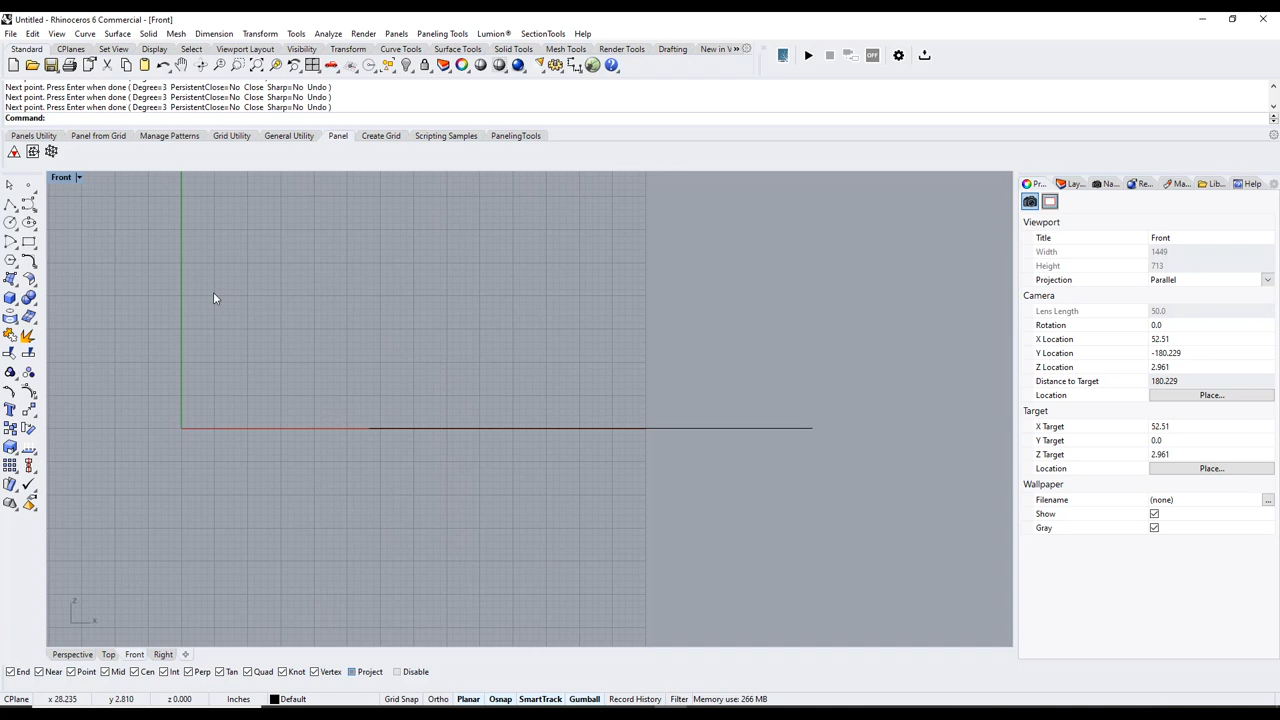 Untitled - Rhinoceros 6 Commercial - [Front]
File Edit View Curve Surface Solid Mesh Dimension Transform Tools Analyze Render Panels Paneling Tools Lumion® SectionTools Help
Standard CPlanes Set View Display Select Viewport Layout Visibility Transform Curve Tools Surface Tools Solid Tools Mesh Tools Render Tools Drafting New in V
OFF
Next point. Press Enter when done ( Degree=3 PersistentClose=No Close Sharp=No Undo )
Next point. Press Enter when done ( Degree=3 PersistentClose=No Close Sharp=No Undo )
Next point. Press Enter when done ( Degree=3 PersistentClose=No Close Sharp=No Undo )
Command:
Panels Utility Panel from Grid Manage Patterns Grid Utility General Utility Panel Create Grid Scripting Samples PanelingTools
Front
Pr... Lay... Na... Re... Ma... Lib... Help
Viewport
Title Front
Width 1449
Height 713
Projection Parallel
Camera
Lens Length 50.0
Rotation 0.0
X Location 52.51
Y Location -180.229
Z Location 2.961
Distance to Target 180.229
Location Place...
Target
X Target 52.51
Y Target 0.0
Z Target 2.961
Location Place...
Wallpaper
Filename (none) ...
Show
Gray
z
x
Perspective Top Front Right
End Near Point Mid Cen Int Perp Tan Quad Knot Vertex Project Disable
CPlane x 28.235 y 2.810 z 0.000 Inches Default Grid Snap Ortho Planar Osnap SmartTrack Gumball Record History Filter Memory use: 266 MB